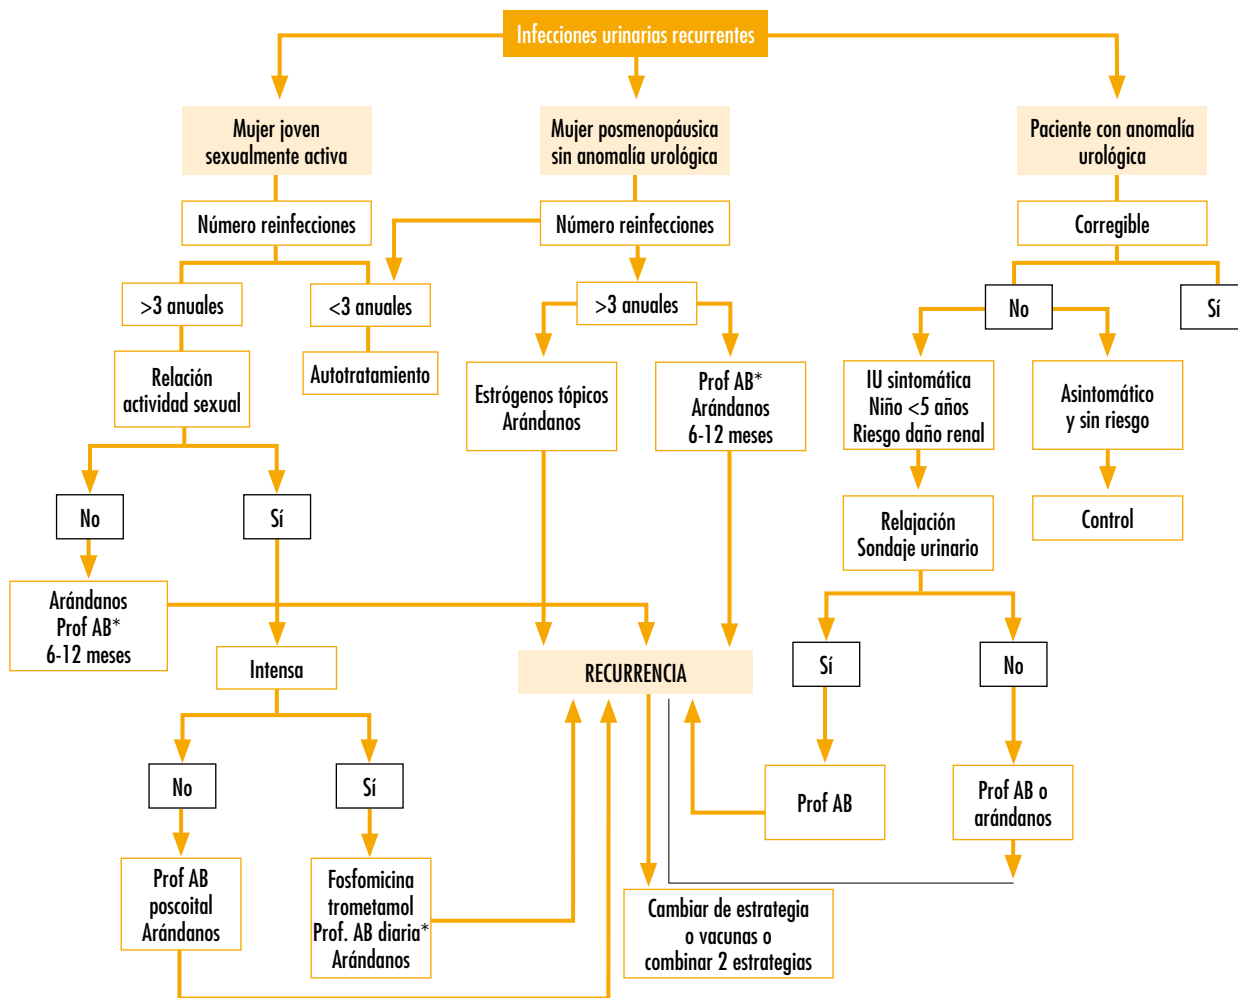 Infecciones urinarias recurrentes
Mujer joven
sexualmente activa
Mujer posmenopáusica
sin anomalía urológica
Paciente con anomalía
urológica
Número reinfecciones
Número reinfecciones
Corregible
>3 anuales
<3 anuales
>3 anuales
No
Sí
Relación
actividad sexual
Autotratamiento
Estrógenos tópicos
Arándanos
Prof AB*
Arándanos
6-12 meses
IU sintomática
Niño <5 años
Riesgo daño renal
Asintomático
y sin riesgo
No
Sí
Relajación
Sondaje urinario
Control
Arándanos
Prof AB*
6-12 meses
Intensa
RECURRENCIA
Sí
No
No
Sí
Prof AB
Prof AB o
arándanos
Prof AB
poscoital
Arándanos
Fosfomicina
trometamol
Prof. AB diaria*
Arándanos
Cambiar de estrategia
o vacunas o
combinar 2 estrategias